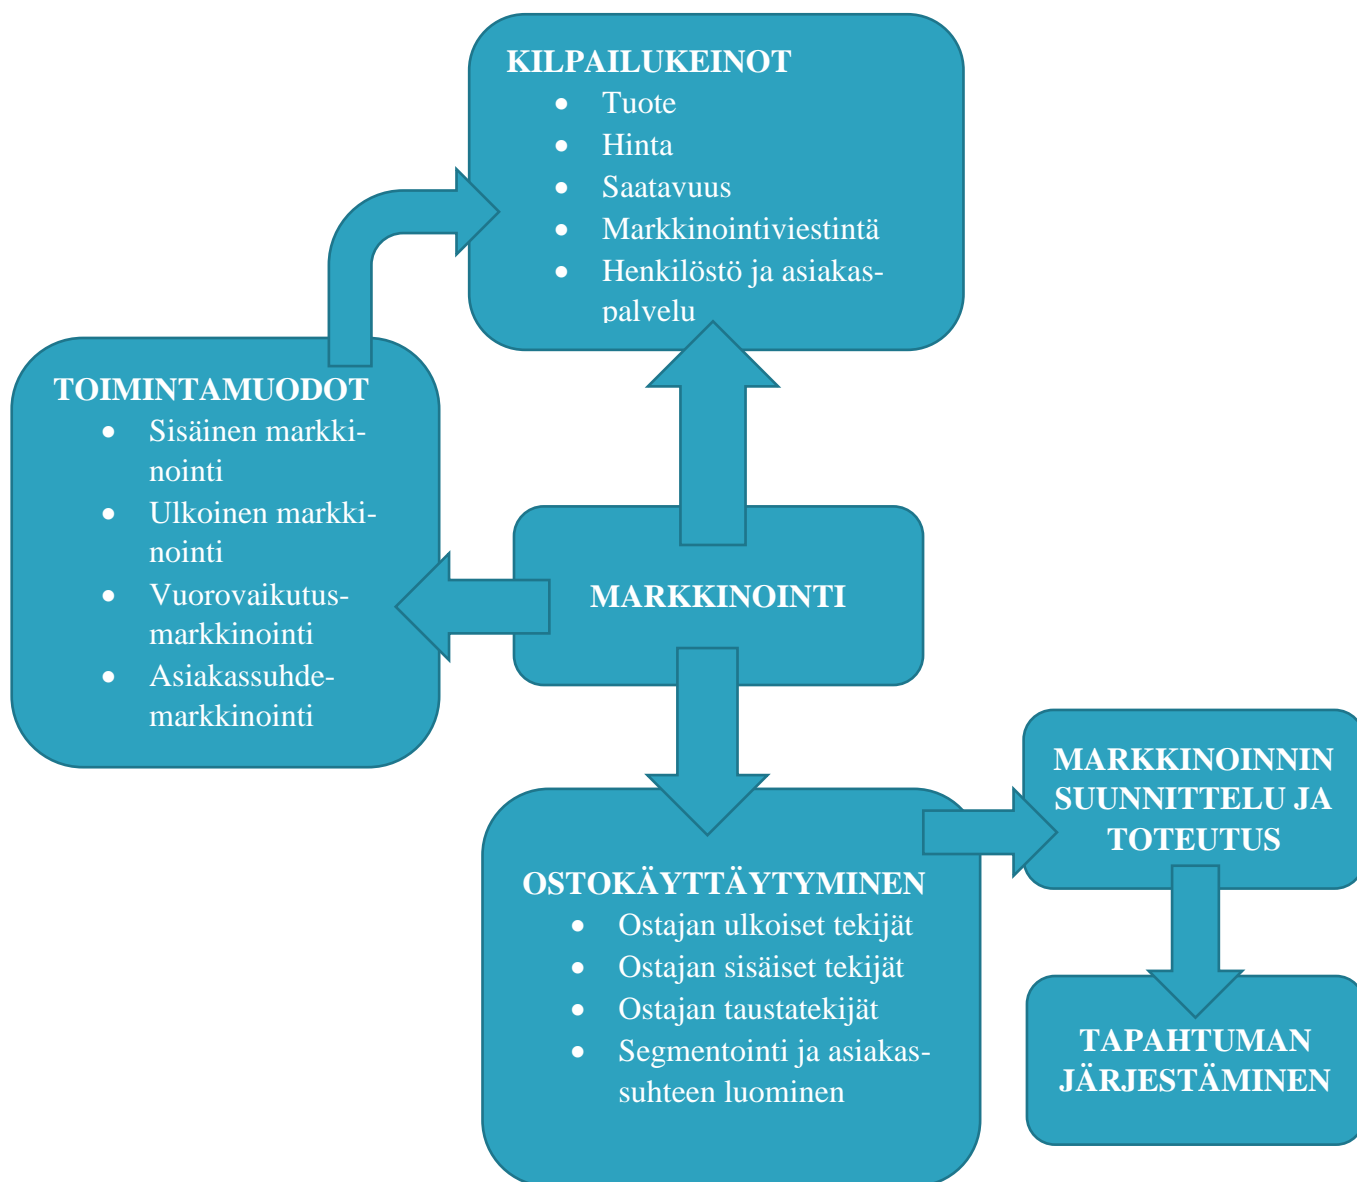 KILPAILUKEINOT
• Tuote
• Hinta
• Saatavuus
• Markkinointiviestintä
• Henkilöstö ja asiakas-
palvelu
TOIMINTAMUODOT
• Sisäinen markki-
nointi
• Ulkoinen markki-
nointi
• Vuorovaikutus-
markkinointi
• Asiakassuhde-
markkinointi
MARKKINOINTI
OSTOKÄYTTÄYTYMINEN
• Ostajan ulkoiset tekijät
• Ostajan sisäiset tekijät
• Ostajan taustatekijät
• Segmentointi ja asiakas-
suhteen luominen
MARKKINOINNIN
SUUNNITTELU JA
TOTEUTUS
TAPAHTUMAN
JÄRJESTÄMINEN